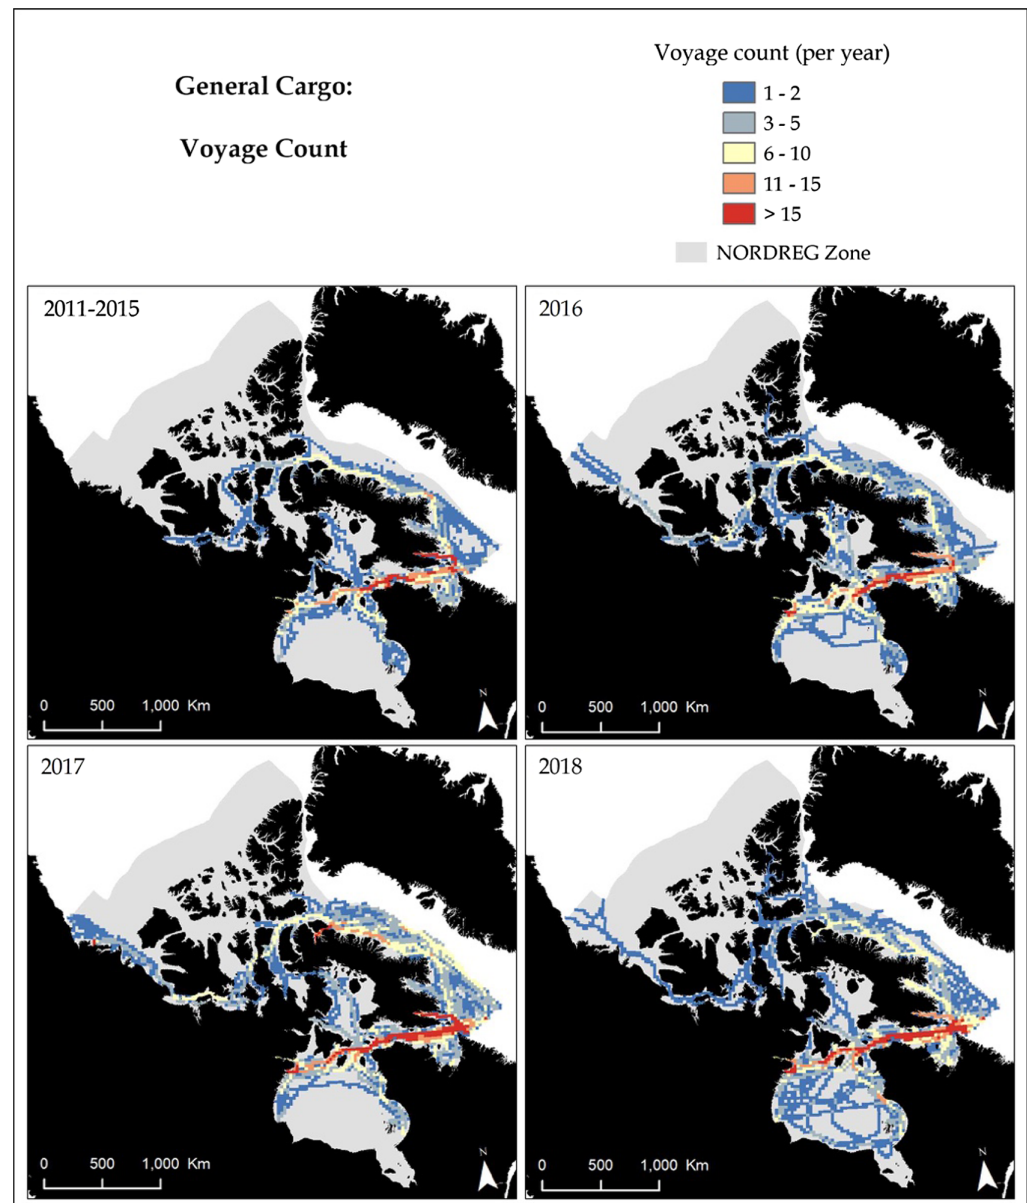 General Cargo:
Voyage Count
Voyage count (per year)
1 - 2
3 - 5
6 - 10
11 - 15
> 15
NORDREG Zone
2011-2015
0 500 1,000 Km
N
2016
0 500 1,000 Km
N
2017
0 500 1,000 Km
N
2018
0 500 1,000 Km
N